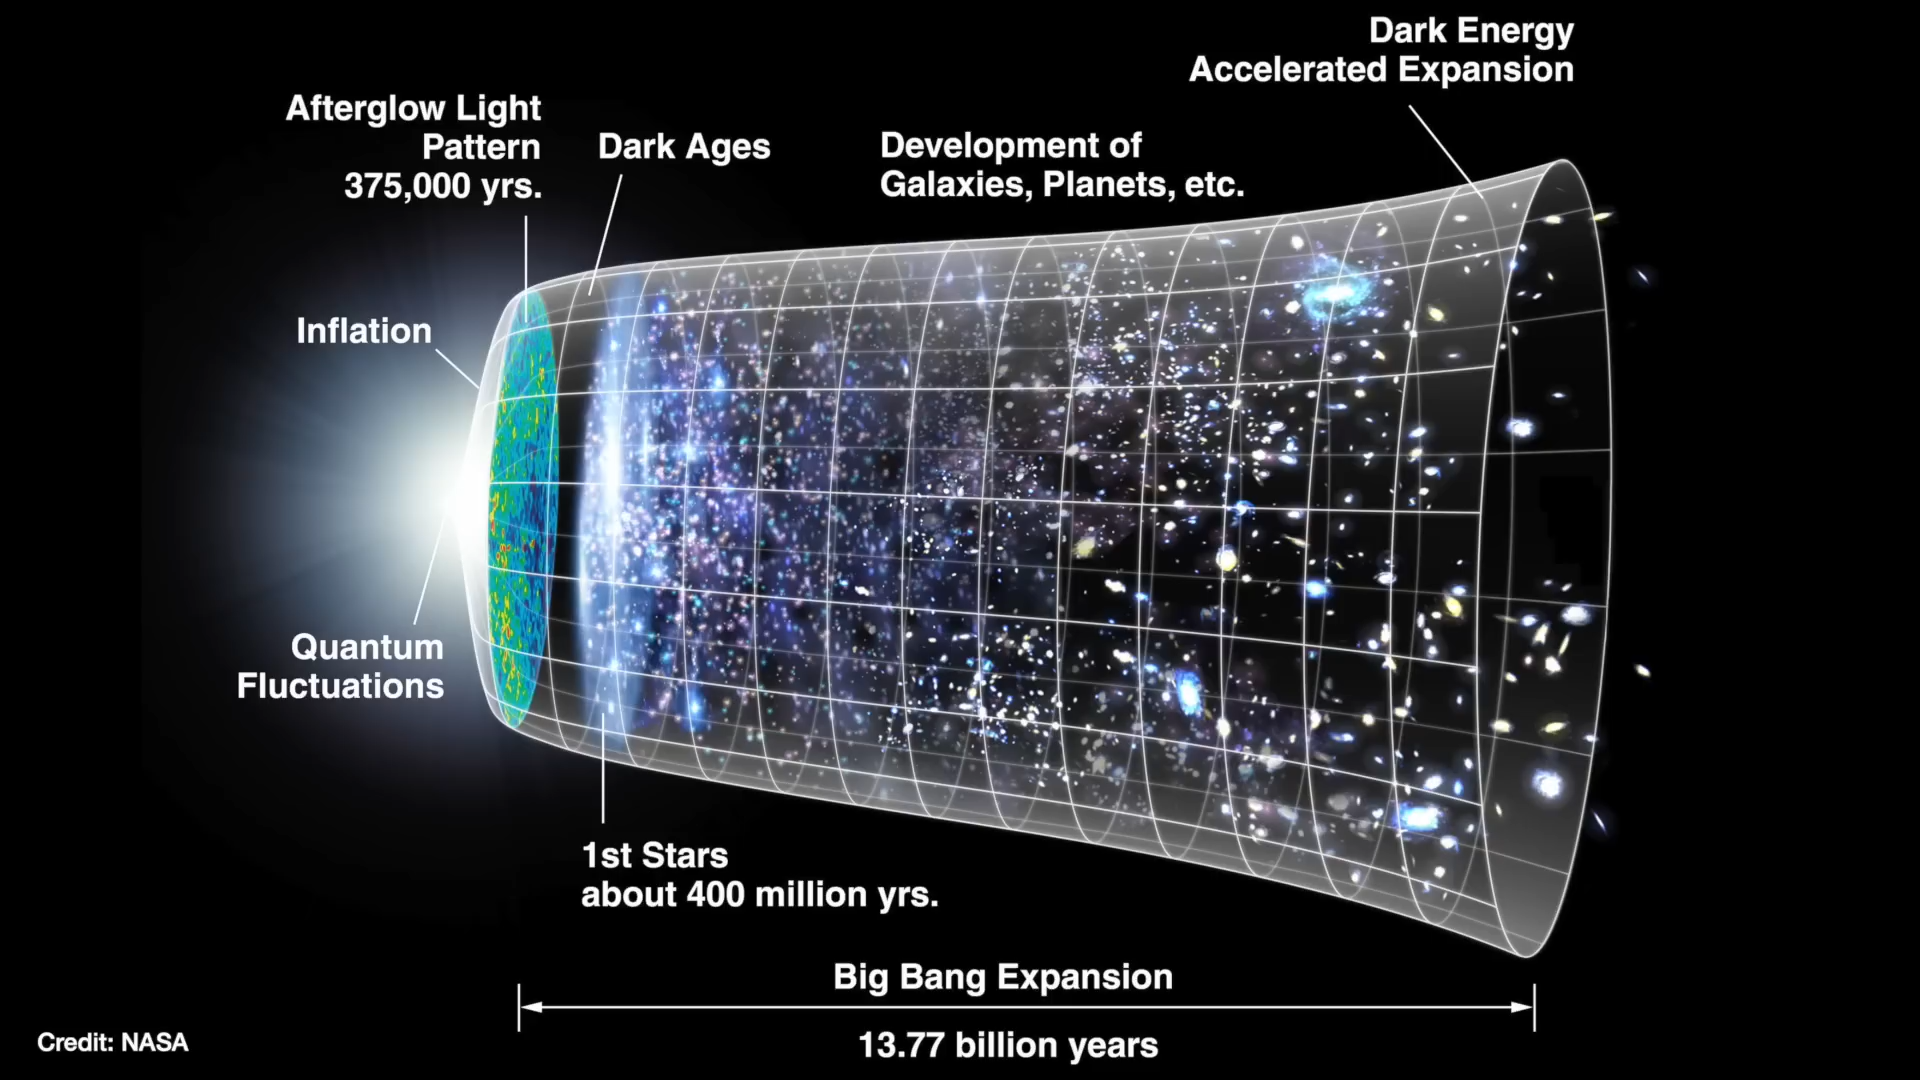 Dark Energy
Accelerated Expansion
Afterglow Light
Pattern
375,000 yrs.
Dark Ages
Development of
Galaxies, Planets, etc.
Inflation
Quantum
Fluctuations
1st Stars
about 400 million yrs.
Big Bang Expansion
13.77 billion years
Credit: NASA